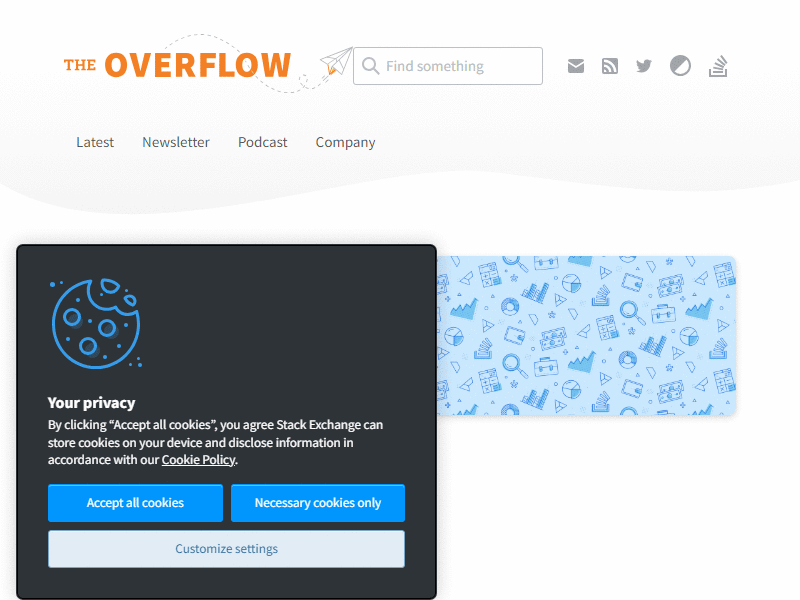 THE OVERFLOW
Find something
Latest Newsletter Podcast Company
Your privacy
By clicking “Accept all cookies”, you agree Stack Exchange can
store cookies on your device and disclose information in
accordance with our Cookie Policy.
Accept all cookies
Necessary cookies only
Customize settings